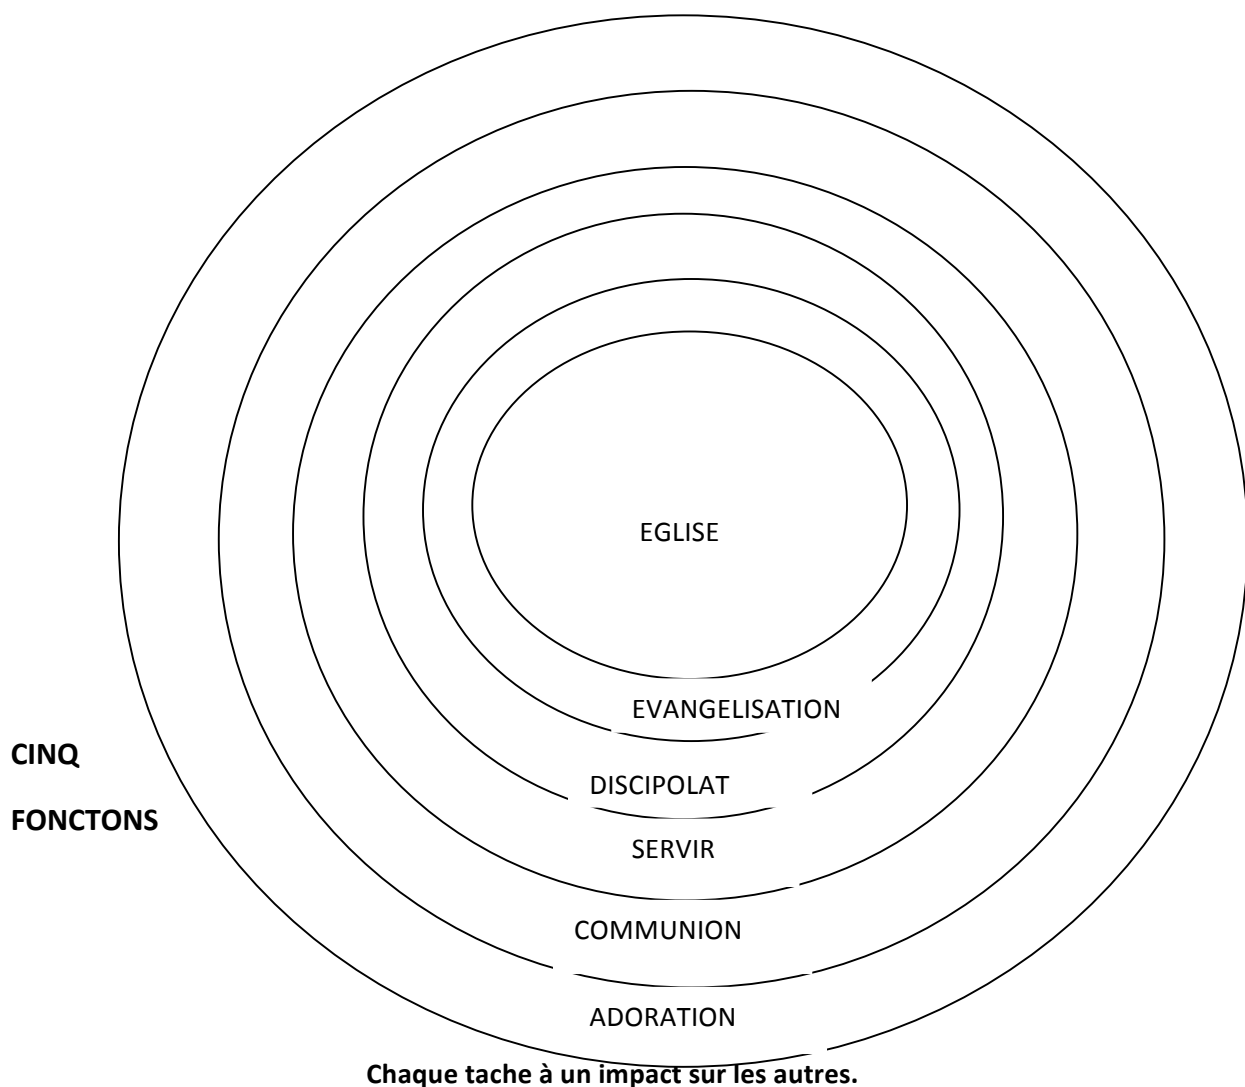 EGLISE
EVANGELISATION
CINQ
DISCIPOLAT
FONCTONS
SERVIR
COMMUNION
ADORATION
Chaque tache à un impact sur les autres.